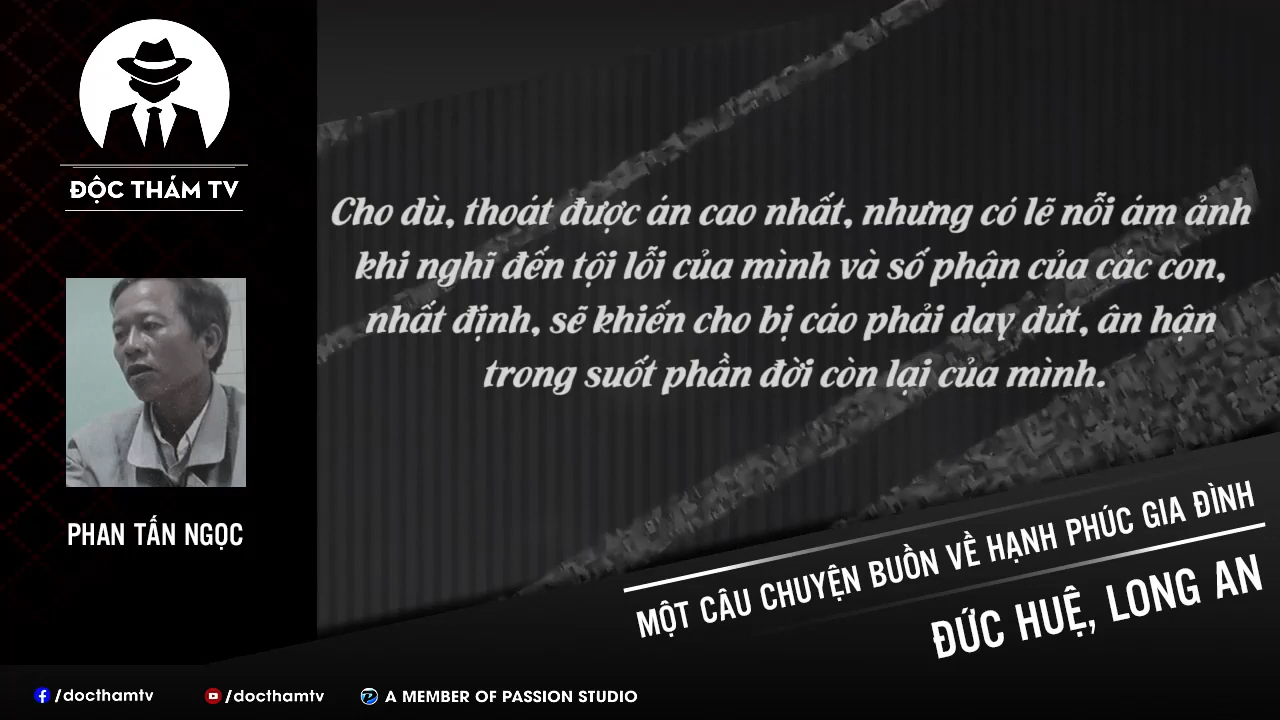 ĐỘC THÁM TV
PHAN TẤN NGỌC
Cho dù, thoát được án cao nhất, nhưng có lẽ nỗi ám ảnh
khi nghĩ đến tội lỗi của mình và số phận của các con,
nhất định, sẽ khiến cho bị cáo phải day dứt, ân hận
trong suốt phần đời còn lại của mình.
MỘT CÂU CHUYỆN BUỒN VỀ HẠNH PHÚC GIA ĐÌNH
ĐỨC HUỆ, LONG AN
/docthamtv
/docthamtv
A MEMBER OF PASSION STUDIO